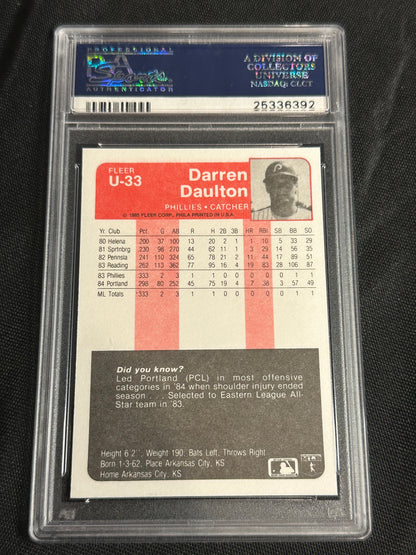 PROFESSIONAL
PSA
Sports
AUTHENTICATOR
A DIVISION OF
COLLECTORS
UNIVERSE
NASDAQ: CLCT
25336392
FLEER
U-33
Darren
Daulton
PHILLIES • CATCHER
© 1985 FLEER CORP., PHILA PRINTED IN U.S.A.
Yr. Club Pct. G AB R H 2B 3B HR RBI SB BB SO
80 Helena .200 37 100 13 20 2 1 1 10 5 23 29
81 Sprtnbrg .230 98 270 44 62 11 1 3 29 14 56 35
82 Pennsla .241 110 324 65 78 21 2 11 44 17 89 51
83 Reading .262 113 362 77 95 16 4 19 83 28 106 87
83 Phillies .333 2 3 1 1 0 0 0 0 0 1 1
84 Portland .298 80 252 45 75 19 4 7 38 3 57 49
ML Totals .333 2 3 1 1 0 0 0 0 0 1 1
Did you know?
Led Portland (PCL) in most offensive
categories in '84 when shoulder injury ended
season . . . Selected to Eastern League All-
Star team in '83.
Height 6'2", Weight 190, Bats Left, Throws Right
Born 1-3-62, Place Arkansas City, KS
Home Arkansas City, KS